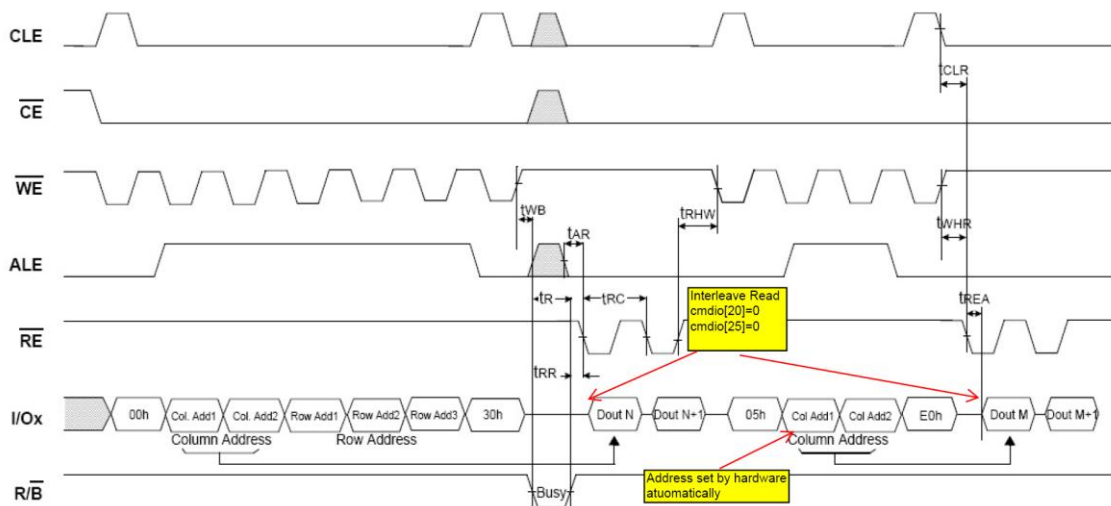 CLE
tCLR
CE
WE
tWB
tRHW
tWHR
tAR
ALE
tR
tRC
Interleave Read
cmdio[20]=0
cmdio[25]=0
tREA
RE
tRR
I/Ox
00h
Col. Add1
Col. Add2
Row Add1
Row Add2
Row Add3
30h
Dout N
Dout N+1
05h
Col Add1
Col Add2
E0h
Dout M
Dout M+1
Column Address
Row Address
Column Address
Address set by hardware
atuomatically
R/B
Busy